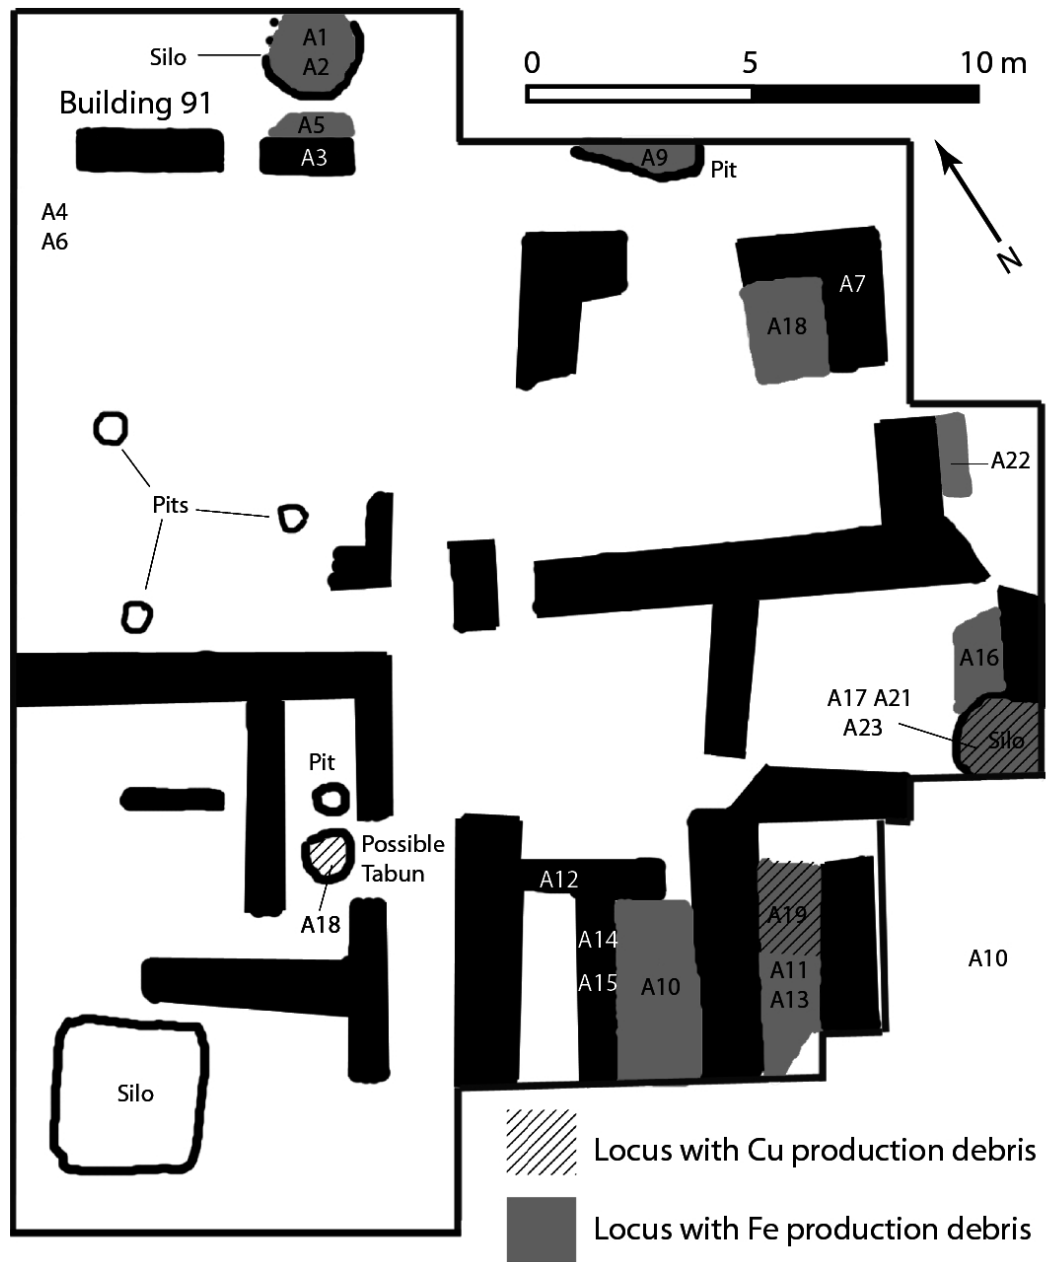 A1
A2
Silo
0 5 10 m
Building 91
A5
A3
A9
Pit
A4
A6
N
A7
A18
A22
Pits
A16
A17 A21
A23
Silo
Pit
Possible
Tabun
A18
A12
A14
A15
A10
A19
A11
A13
A10
Silo
Locus with Cu production debris
Locus with Fe production debris